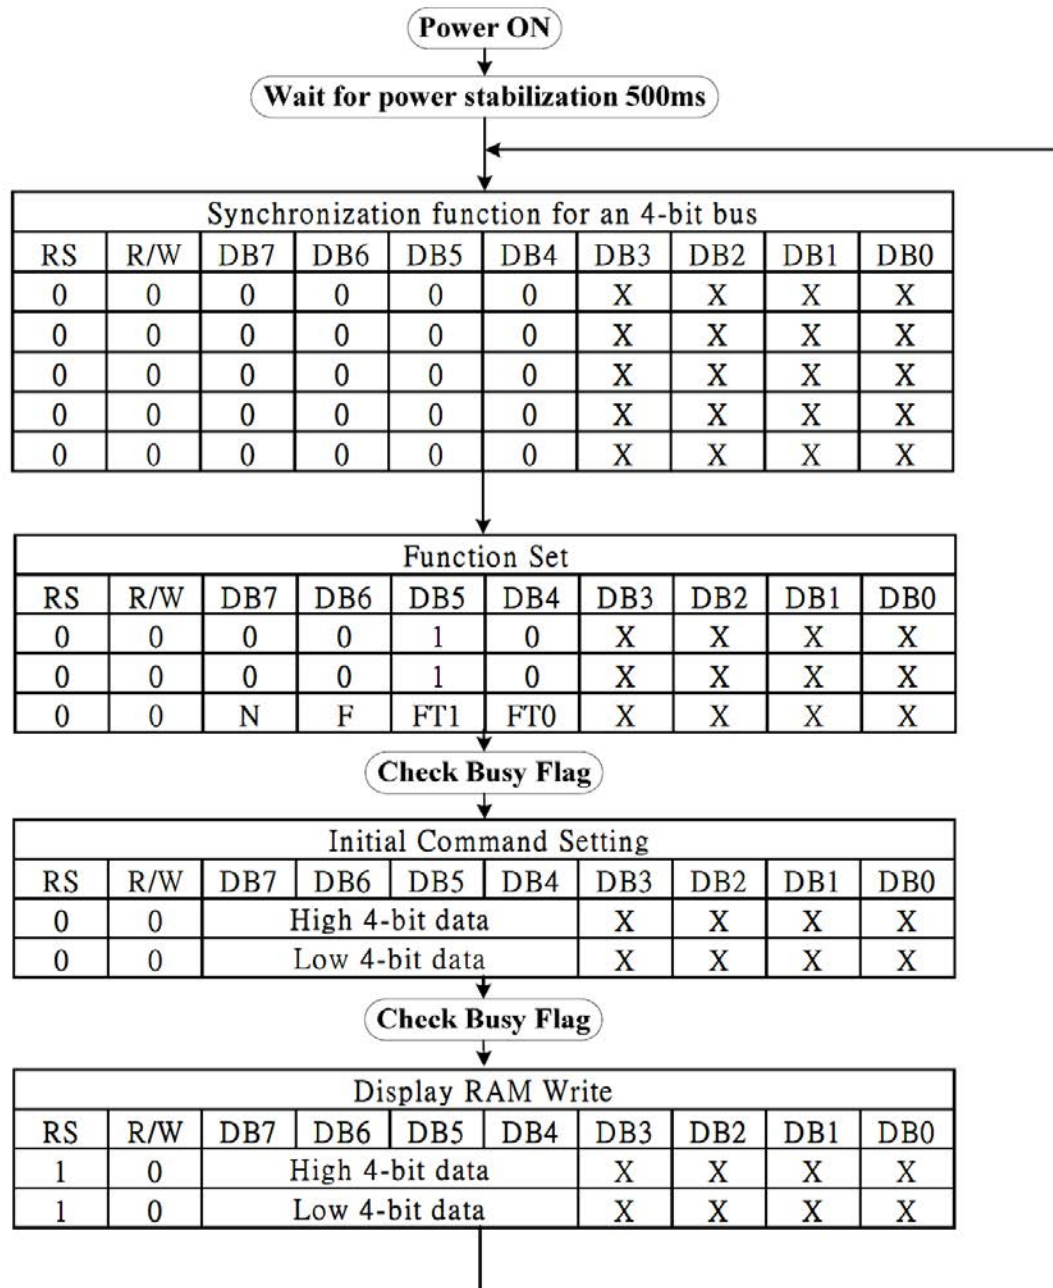 Power ON
Wait for power stabilization 500ms
Synchronization function for an 4-bit bus
RS R/W DB7 DB6 DB5 DB4 DB3 DB2 DB1 DB0
0 0 0 0 0 0 X X X X
0 0 0 0 0 0 X X X X
0 0 0 0 0 0 X X X X
0 0 0 0 0 0 X X X X
0 0 0 0 0 0 X X X X
Function Set
RS R/W DB7 DB6 DB5 DB4 DB3 DB2 DB1 DB0
0 0 0 0 1 0 X X X X
0 0 0 0 1 0 X X X X
0 0 N F FT1 FT0 X X X X
Check Busy Flag
Initial Command Setting
RS R/W DB7 DB6 DB5 DB4 DB3 DB2 DB1 DB0
0 0 High 4-bit data X X X X
0 0 Low 4-bit data X X X X
Check Busy Flag
Display RAM Write
RS R/W DB7 DB6 DB5 DB4 DB3 DB2 DB1 DB0
1 0 High 4-bit data X X X X
1 0 Low 4-bit data X X X X